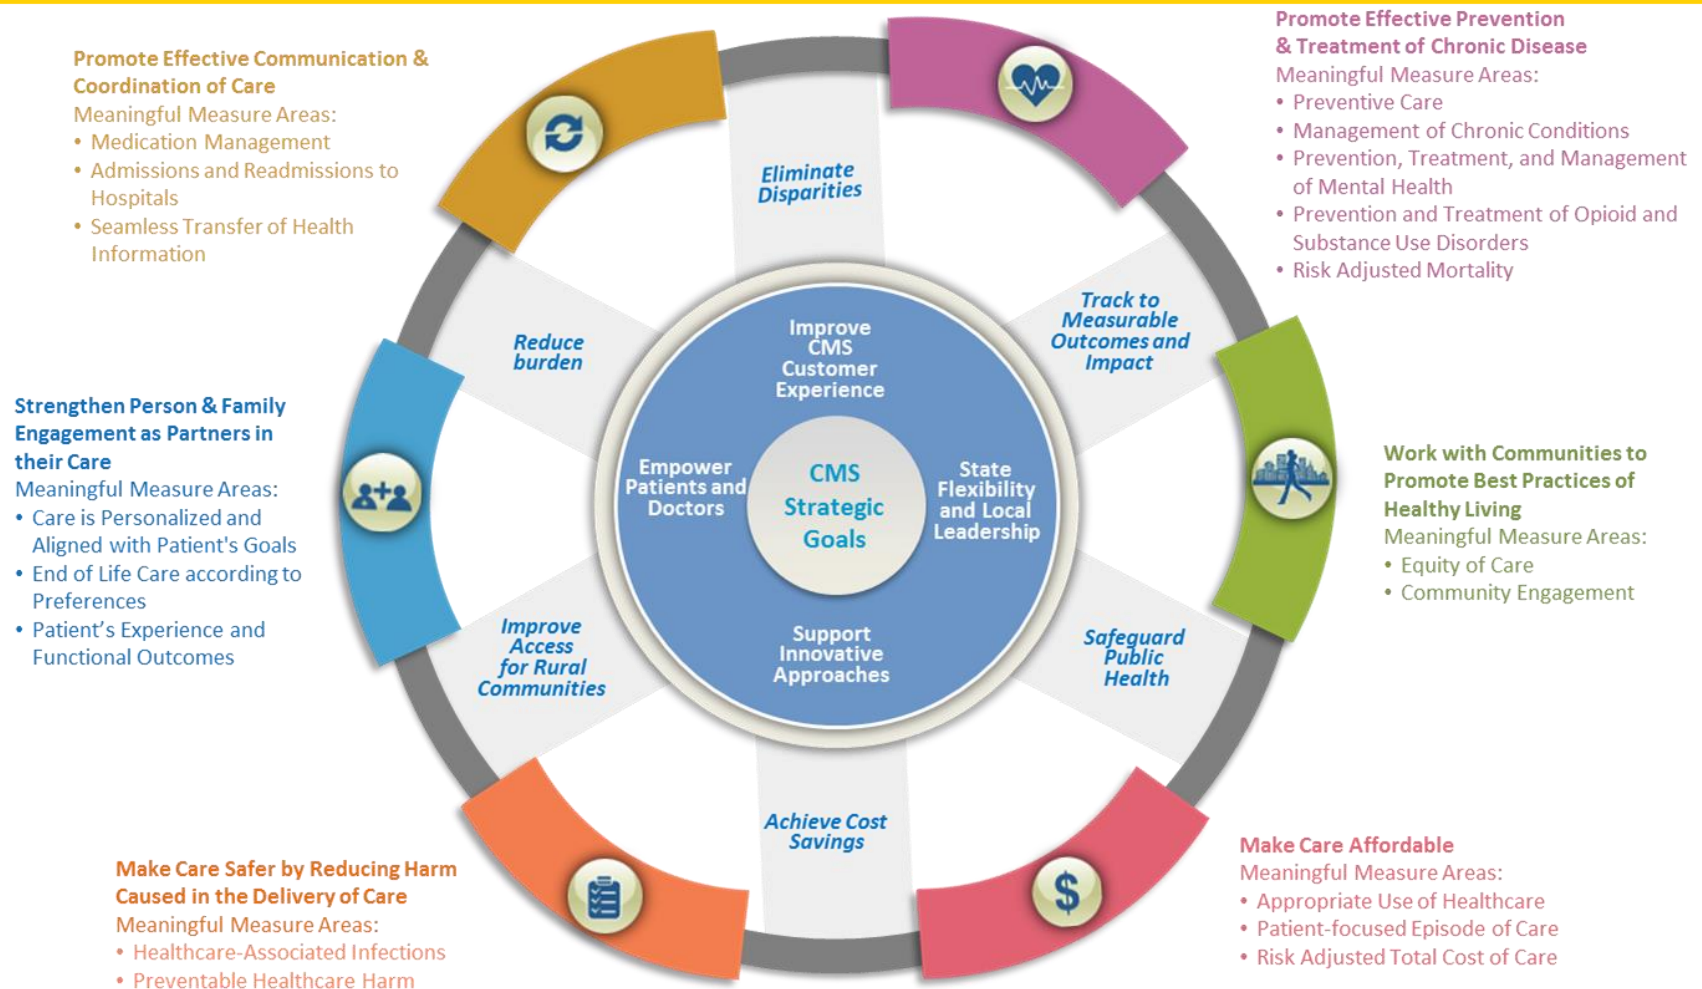 Promote Effective Communication &
Coordination of Care
Meaningful Measure Areas:
• Medication Management
• Admissions and Readmissions to
Hospitals
• Seamless Transfer of Health
Information
Promote Effective Prevention
& Treatment of Chronic Disease
Meaningful Measure Areas:
• Preventive Care
• Management of Chronic Conditions
• Prevention, Treatment, and Management
of Mental Health
• Prevention and Treatment of Opioid and
Substance Use Disorders
• Risk Adjusted Mortality
Eliminate
Disparities
Reduce
burden
Track to
Measurable
Outcomes and
Impact
Improve
CMS
Customer
Experience
Empower
Patients and
Doctors
CMS
Strategic
Goals
State
Flexibility
and Local
Leadership
Support
Innovative
Approaches
Strengthen Person & Family
Engagement as Partners in
their Care
Meaningful Measure Areas:
• Care is Personalized and
Aligned with Patient's Goals
• End of Life Care according to
Preferences
• Patient’s Experience and
Functional Outcomes
Work with Communities to
Promote Best Practices of
Healthy Living
Meaningful Measure Areas:
• Equity of Care
• Community Engagement
Improve
Access
for Rural
Communities
Safeguard
Public
Health
Achieve Cost
Savings
$
Make Care Safer by Reducing Harm
Caused in the Delivery of Care
Meaningful Measure Areas:
• Healthcare-Associated Infections
• Preventable Healthcare Harm
Make Care Affordable
Meaningful Measure Areas:
• Appropriate Use of Healthcare
• Patient-focused Episode of Care
• Risk Adjusted Total Cost of Care